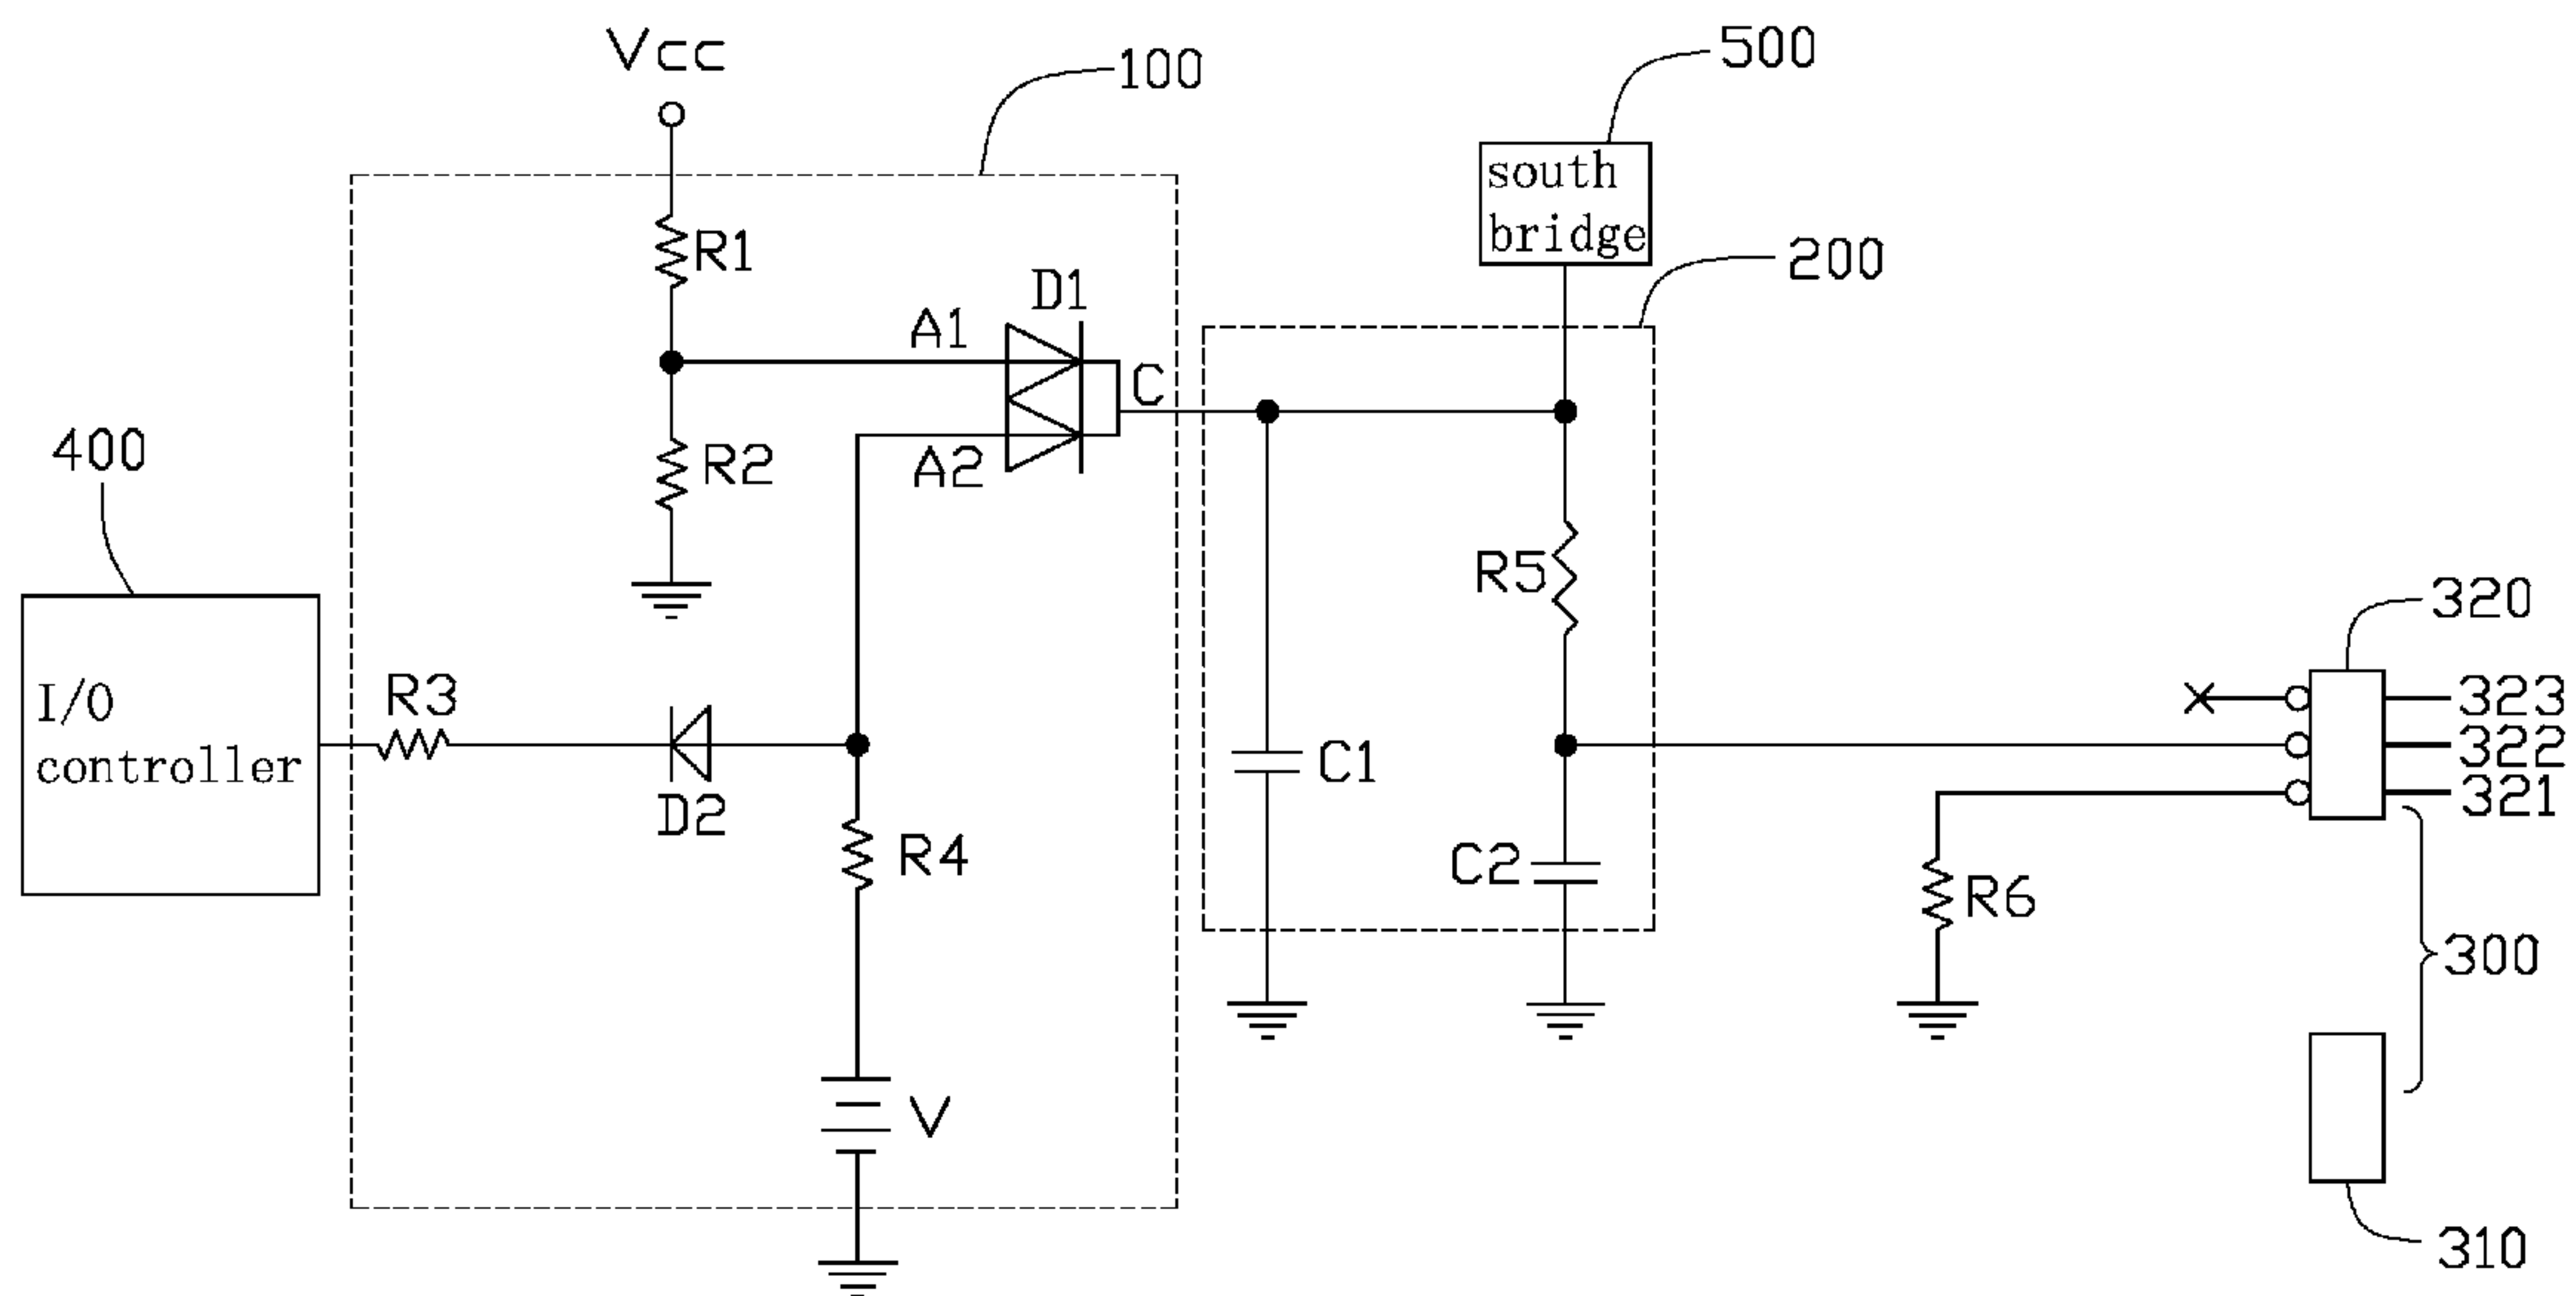 Vcc
100
500
south
bridge
R1
200
D1
A1
C
400
R2
A2
R5
320
I/O
controller
R3
323
322
321
C1
D2
R4
C2
R6
300
V
310